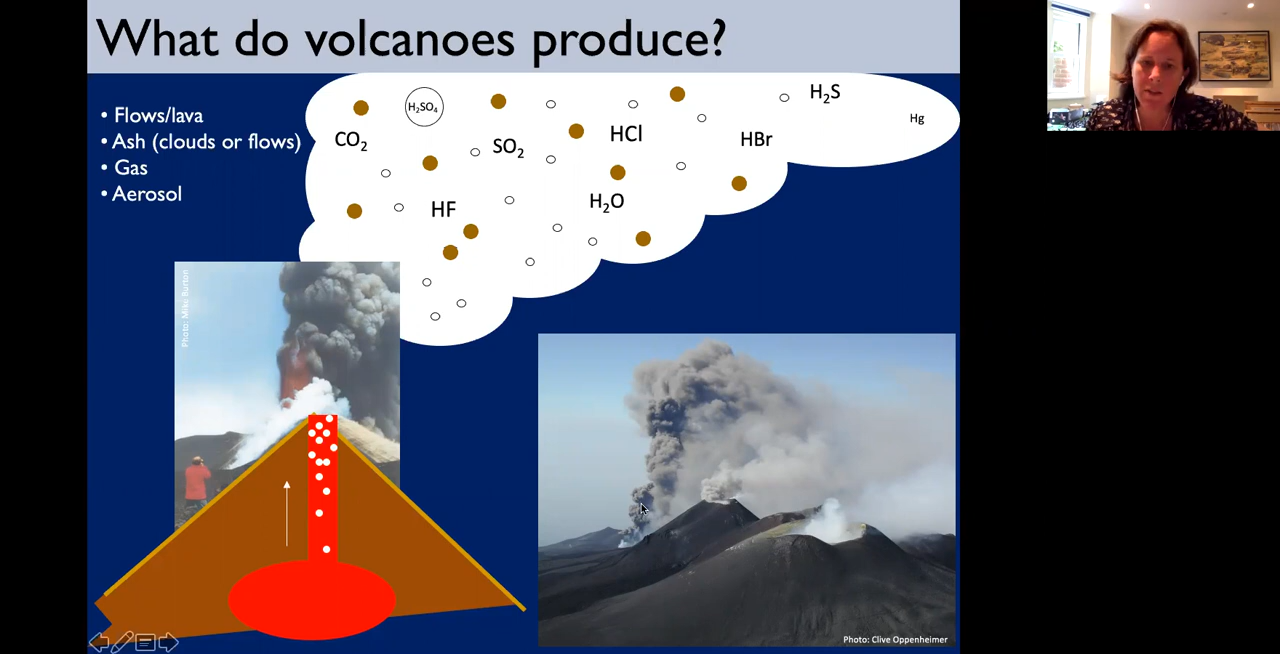 What do volcanoes produce?
• Flows/lava
• Ash (clouds or flows)
• Gas
• Aerosol
H₂SO₄
H₂S
Hg
CO₂
SO₂
HCl
HBr
HF
H₂O
Photo: Mike Burton
Photo: Clive Oppenheimer